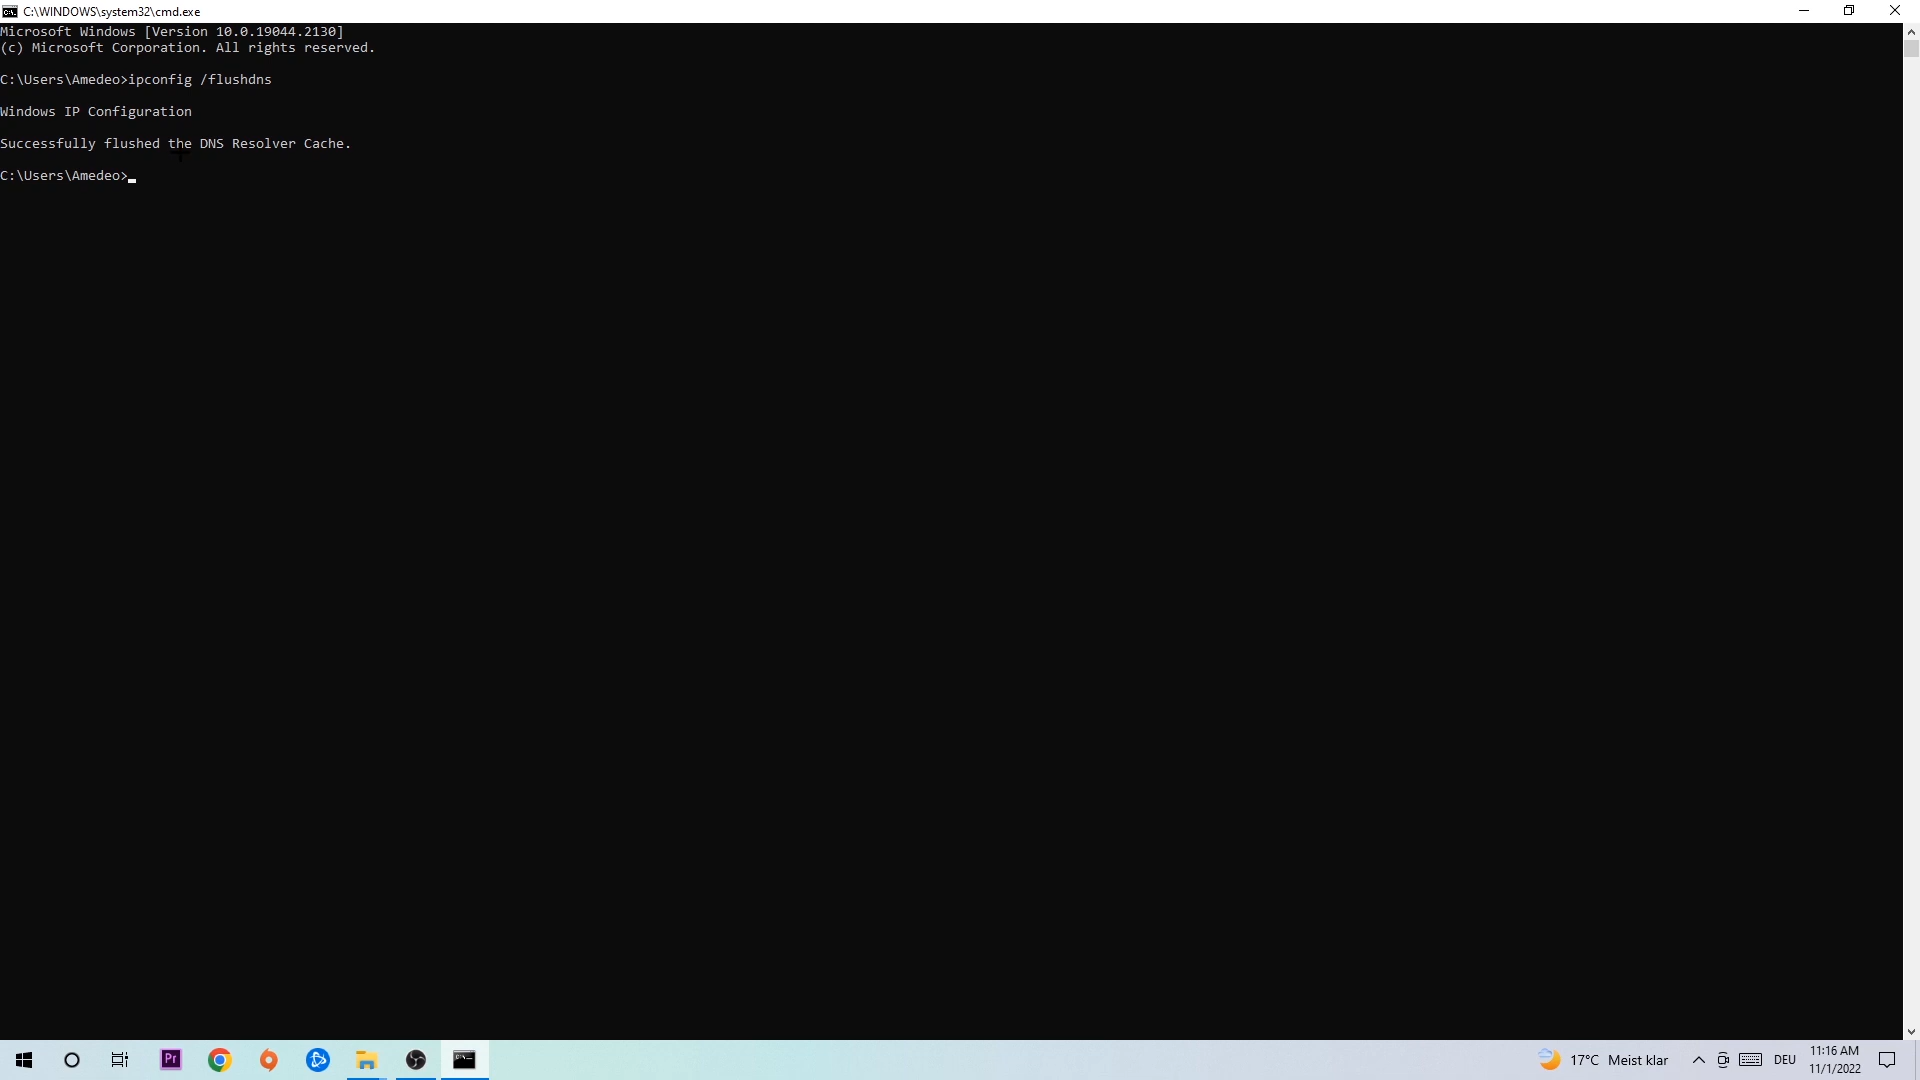 C:\WINDOWS\system32\cmd.exe
Microsoft Windows [Version 10.0.19044.2130]
(c) Microsoft Corporation. All rights reserved.
C:\Users\Amedeo>ipconfig /flushdns
Windows IP Configuration
Successfully flushed the DNS Resolver Cache.
C:\Users\Amedeo>
Pr
17°C Meist klar
DEU
11:16 AM
11/1/2022